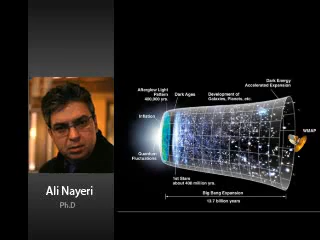 Ali Nayeri
Ph.D
Dark Energy
Accelerated Expansion
Afterglow Light
Pattern
400,000 yrs.
Dark Ages
Development of
Galaxies, Planets, etc.
Inflation
WMAP
Quantum
Fluctuations
1st Stars
about 400 million yrs.
Big Bang Expansion
13.7 billion years